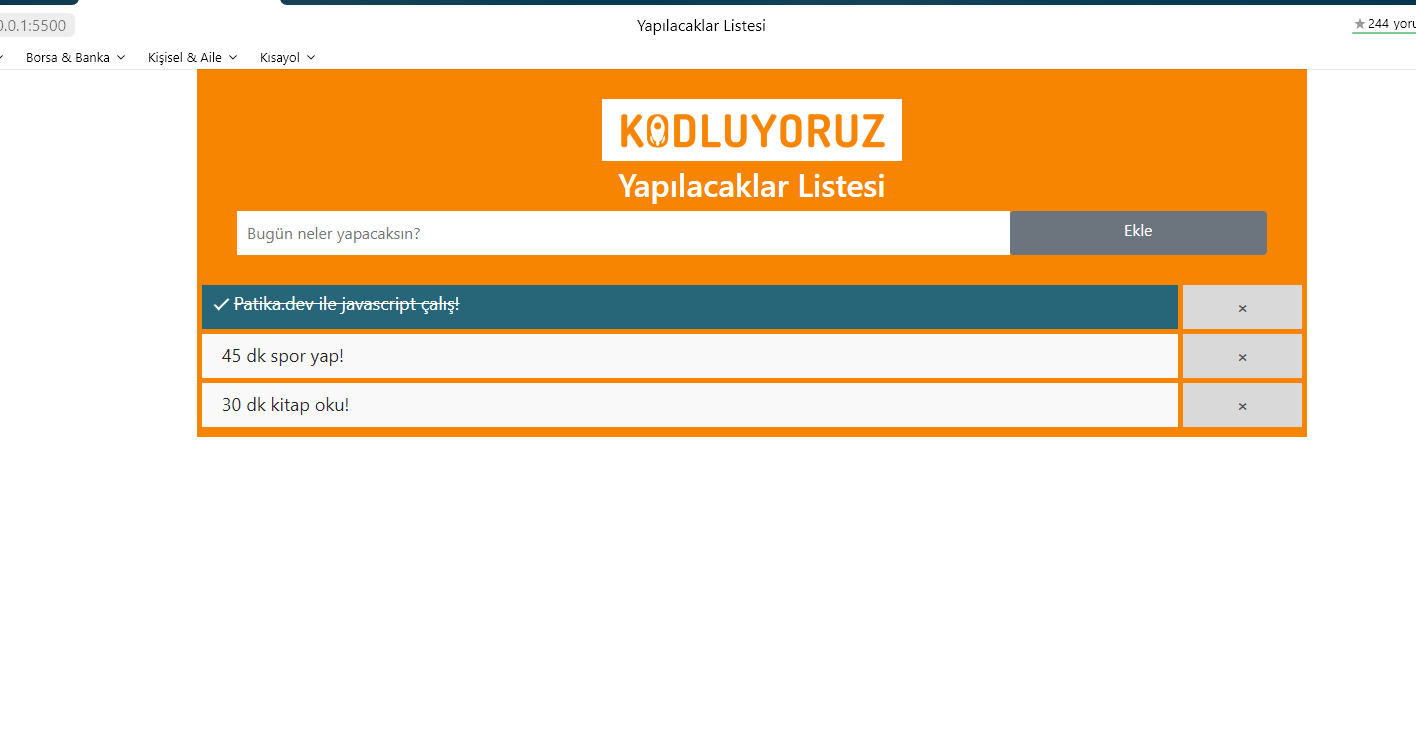 0.0.1:5500
Yapılacaklar Listesi
★244 yoru
Borsa & Banka
Kişisel & Aile
Kısayol
KODLUYORUZ
Yapılacaklar Listesi
Bugün neler yapacaksın?
Ekle
✓ Patika.dev ile javascript çalış!
×
45 dk spor yap!
×
30 dk kitap oku!
×